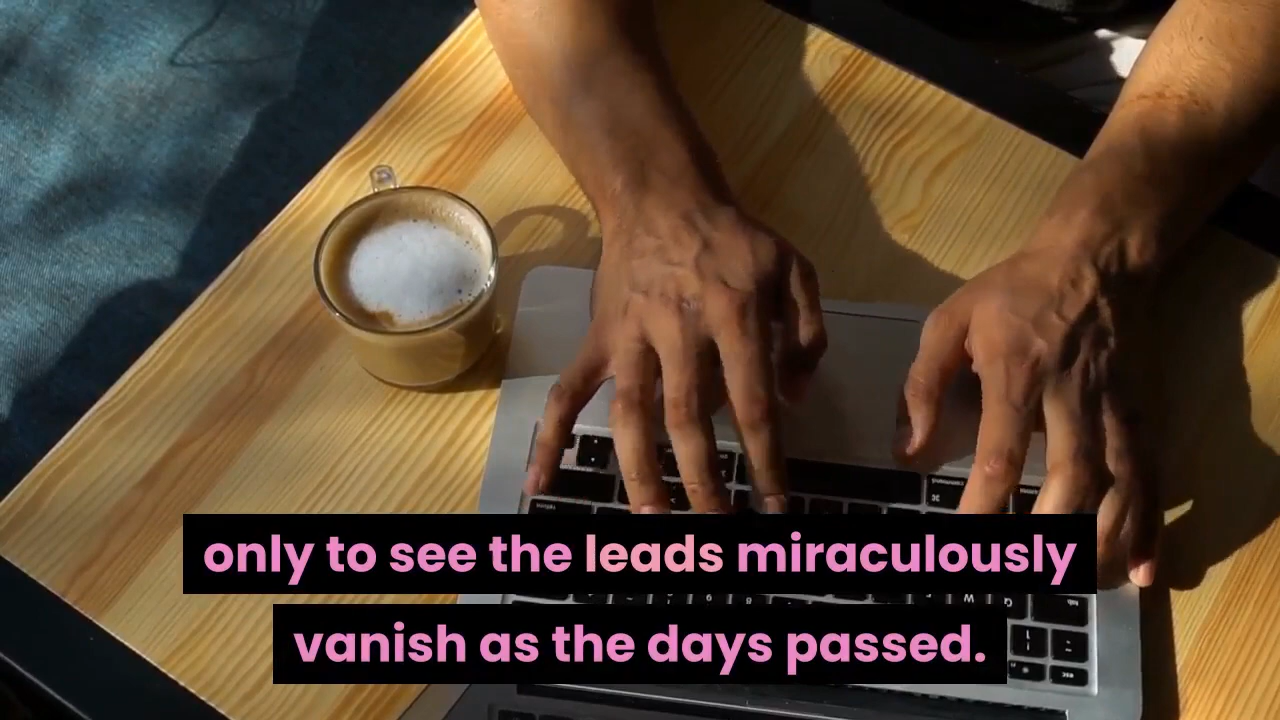 only to see the leads miraculously
vanish as the days passed.